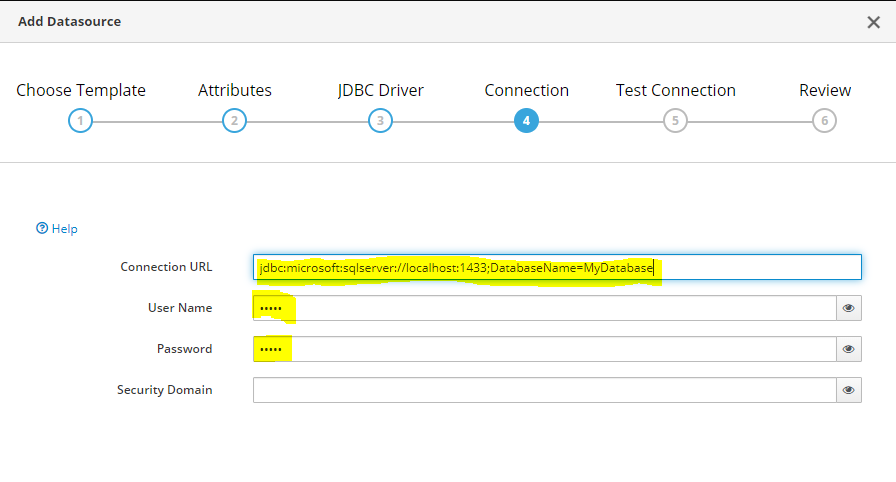 Add Datasource
Choose Template Attributes JDBC Driver Connection Test Connection Review
1 2 3 4 5 6
Help
Connection URL jdbc:microsoft:sqlserver://localhost:1433;DatabaseName=MyDatabase
User Name •••••
Password •••••
Security Domain